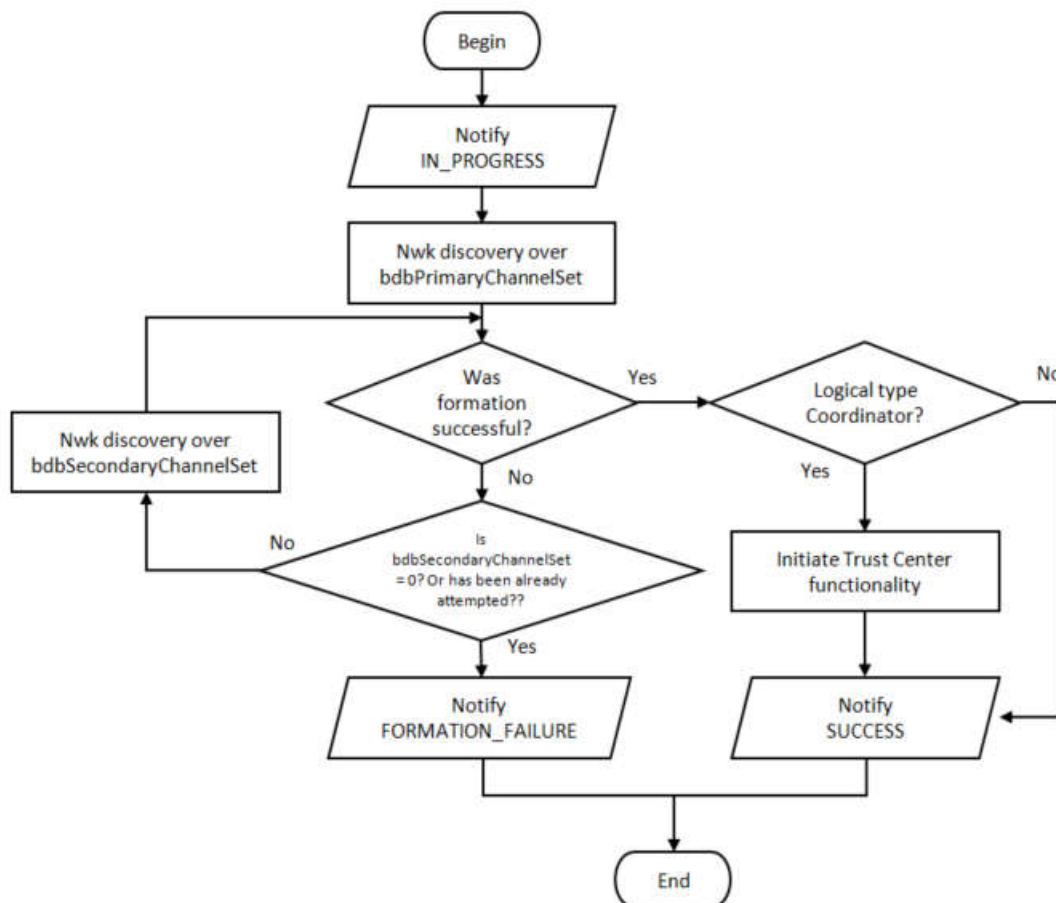 Begin
Notify
IN_PROGRESS
Nwk discovery over
bdbPrimaryChannelSet
Was
formation
successful?
Yes
Logical type
Coordinator?
No
Nwk discovery over
bdbSecondaryChannelSet
No
Yes
No
Is
bdbSecondaryChannelSet
= 0? Or has been already
attempted??
Initiate Trust Center
functionality
Yes
Notify
FORMATION_FAILURE
Notify
SUCCESS
End